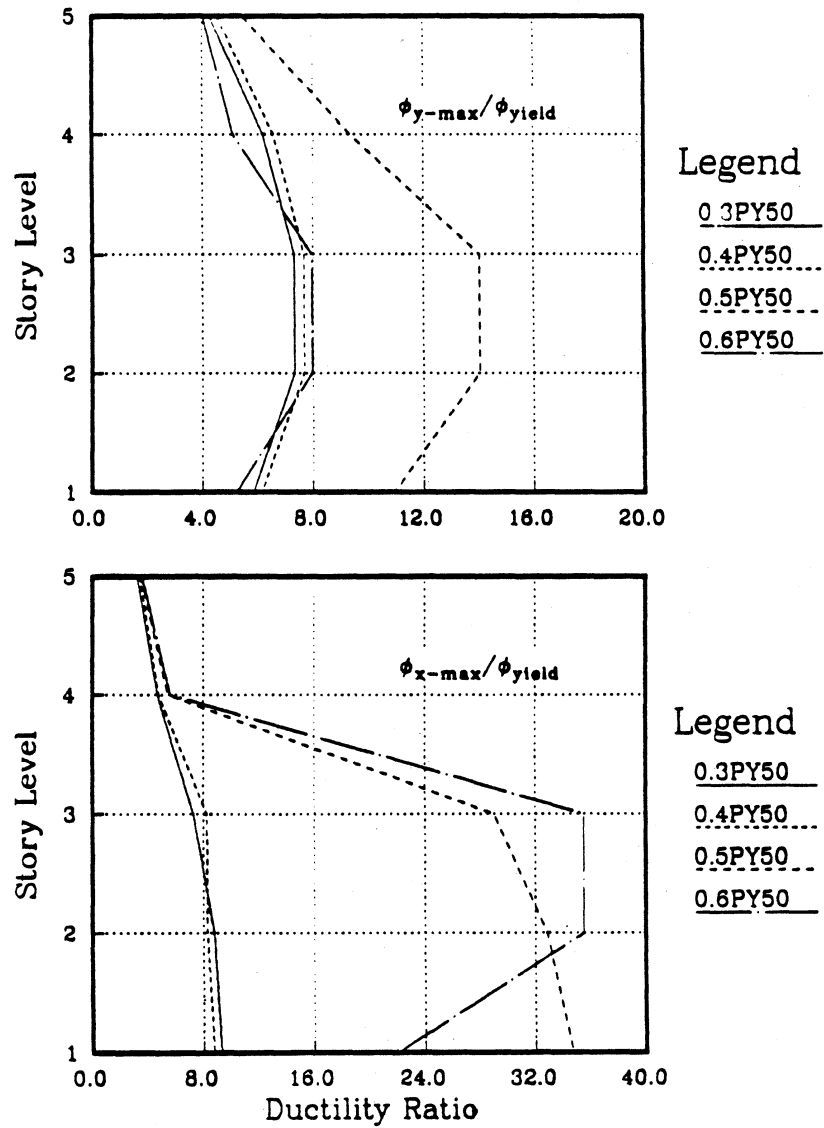 5
4
3
2
1
Story Level
ϕy-max/ϕyield
0.0 4.0 8.0 12.0 16.0 20.0
Legend
0.3PY50
0.4PY50
0.5PY50
0.6PY50
5
4
3
2
1
Story Level
ϕx-max/ϕyield
0.0 8.0 16.0 24.0 32.0 40.0
Ductility Ratio
Legend
0.3PY50
0.4PY50
0.5PY50
0.6PY50